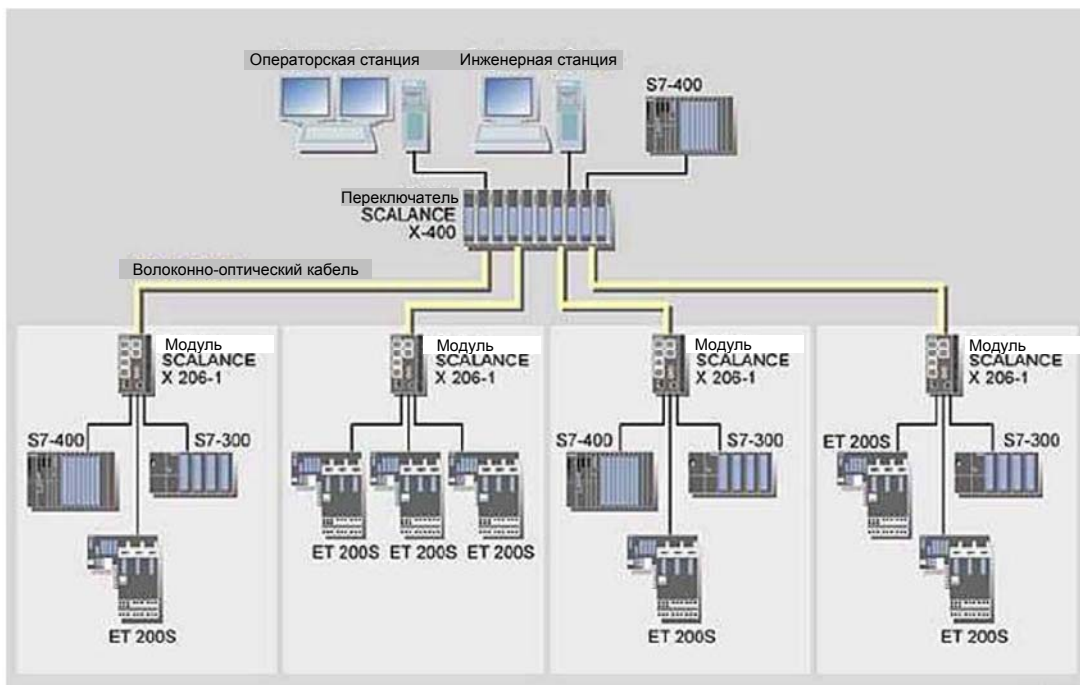 Операторская станция
Инженерная станция
S7-400
Переключатель
SCALANCE
X-400
Волоконно-оптический кабель
Модуль
SCALANCE
X 206-1
S7-400
S7-300
ET 200S
Модуль
SCALANCE
X 206-1
ET 200S
ET 200S
ET 200S
Модуль
SCALANCE
X 206-1
S7-400
S7-300
ET 200S
Модуль
SCALANCE
X 206-1
ET 200S
S7-300
ET 200S